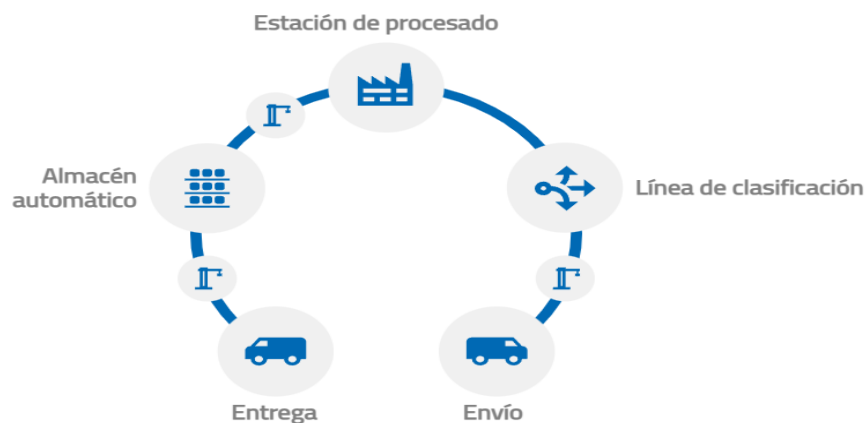 Estación de procesado
Almacén
automático
Línea de clasificación
Entrega
Envío